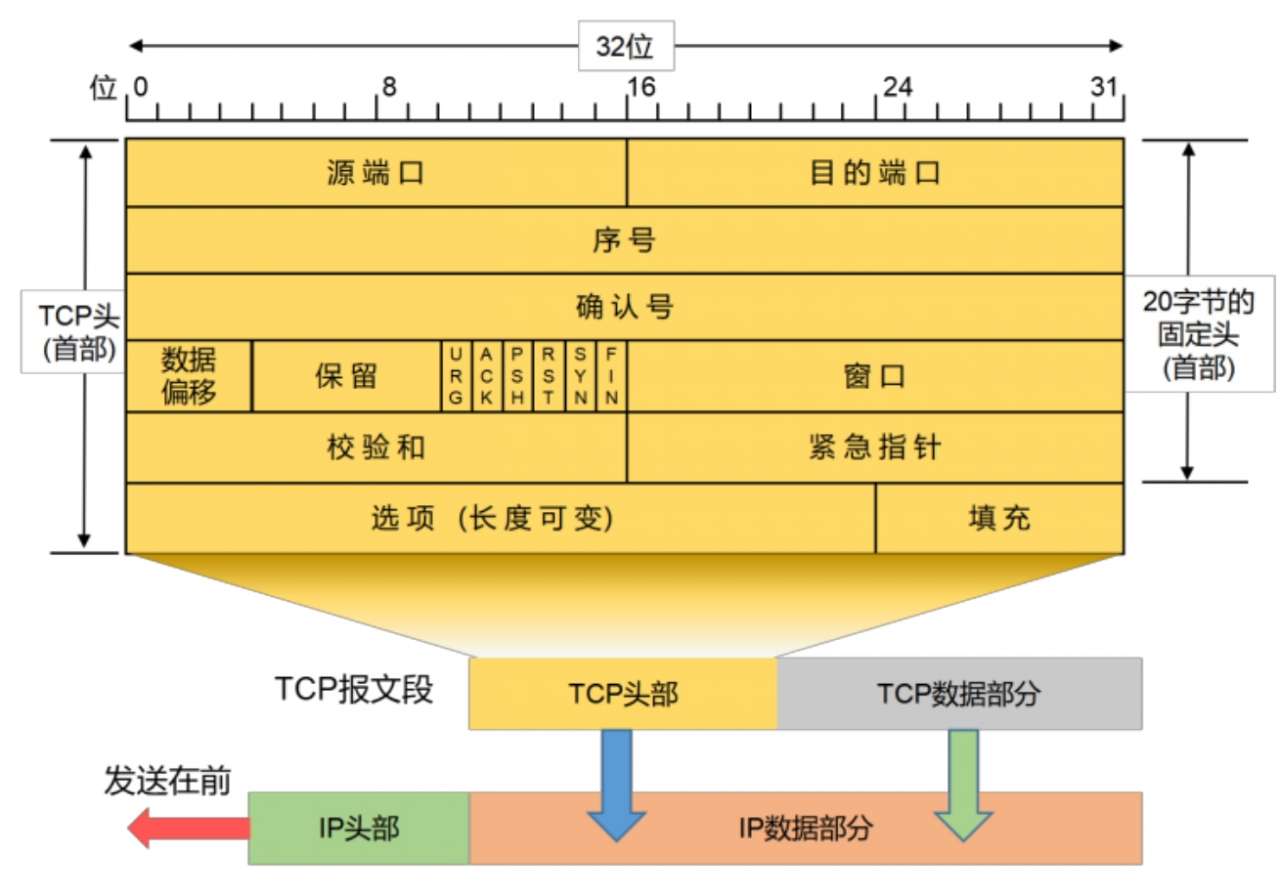 32位
位 0 8 16 24 31
源端口 目的端口
序号
确认号
TCP头
(首部)
20字节的
固定头
(首部)
数据
偏移
保留
URG
ACK
PSH
RST
SYN
FIN
窗口
校验和 紧急指针
选项 (长度可变) 填充
TCP报文段 TCP头部 TCP数据部分
发送在前
IP头部 IP数据部分